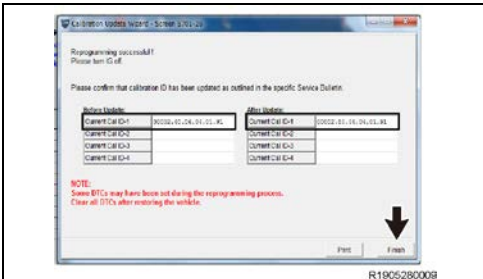 Calibration Update Wizard - Screen S701-26
Reprogramming successful!
Please turn IG off.
Please confirm that calibration ID has been updated as outlined in the specific Service Bulletin.
Before Update: After Update:
Current Cal ID-1 Current Cal ID-1
Current Cal ID-2 Current Cal ID-2
Current Cal ID-3 Current Cal ID-3
Current Cal ID-4 Current Cal ID-4
NOTE:
Some DTCs may have been set during the reprogramming process.
Clear all DTCs after restoring the vehicle.
Print Finish
R1905280009